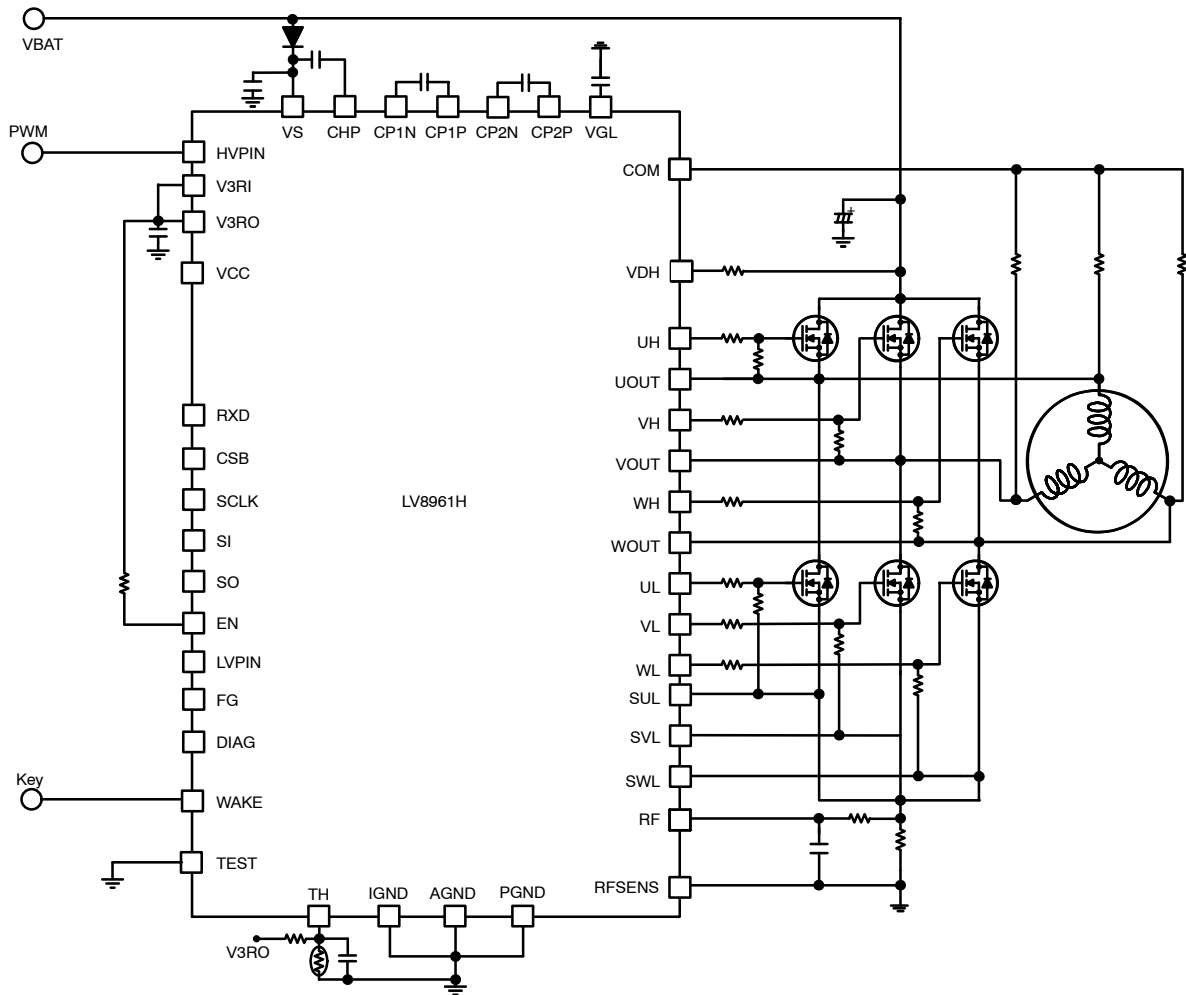 VBAT
VS
CHP
CP1N
CP1P
CP2N
CP2P
VGL
PWM
HVPIN
V3RI
V3RO
VCC
RXD
CSB
SCLK
SI
SO
EN
LVPIN
FG
DIAG
Key
WAKE
TEST
LV8961H
COM
VDH
UH
UOUT
VH
VOUT
WH
WOUT
UL
VL
WL
SUL
SVL
SWL
RF
RFSENS
TH
IGND
AGND
PGND
V3RO
+